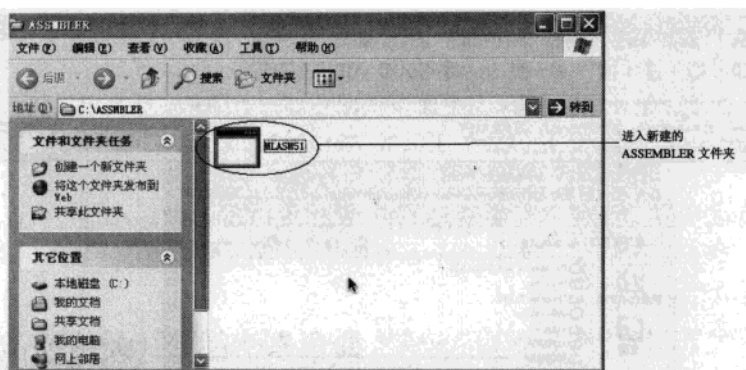 ASSMBLER
文件(F) 编辑(E) 查看(V) 收藏(A) 工具(T) 帮助(H)
后退 搜索 文件夹
地址(D) C:\ASSMBLER 转到
文件和文件夹任务
创建一个新文件夹
将这个文件夹发布到
Web
共享此文件夹
其它位置
本地磁盘 (C:)
我的文档
共享文档
我的电脑
网上邻居
MLASM51
进入新建的
ASSEMBLER 文件夹